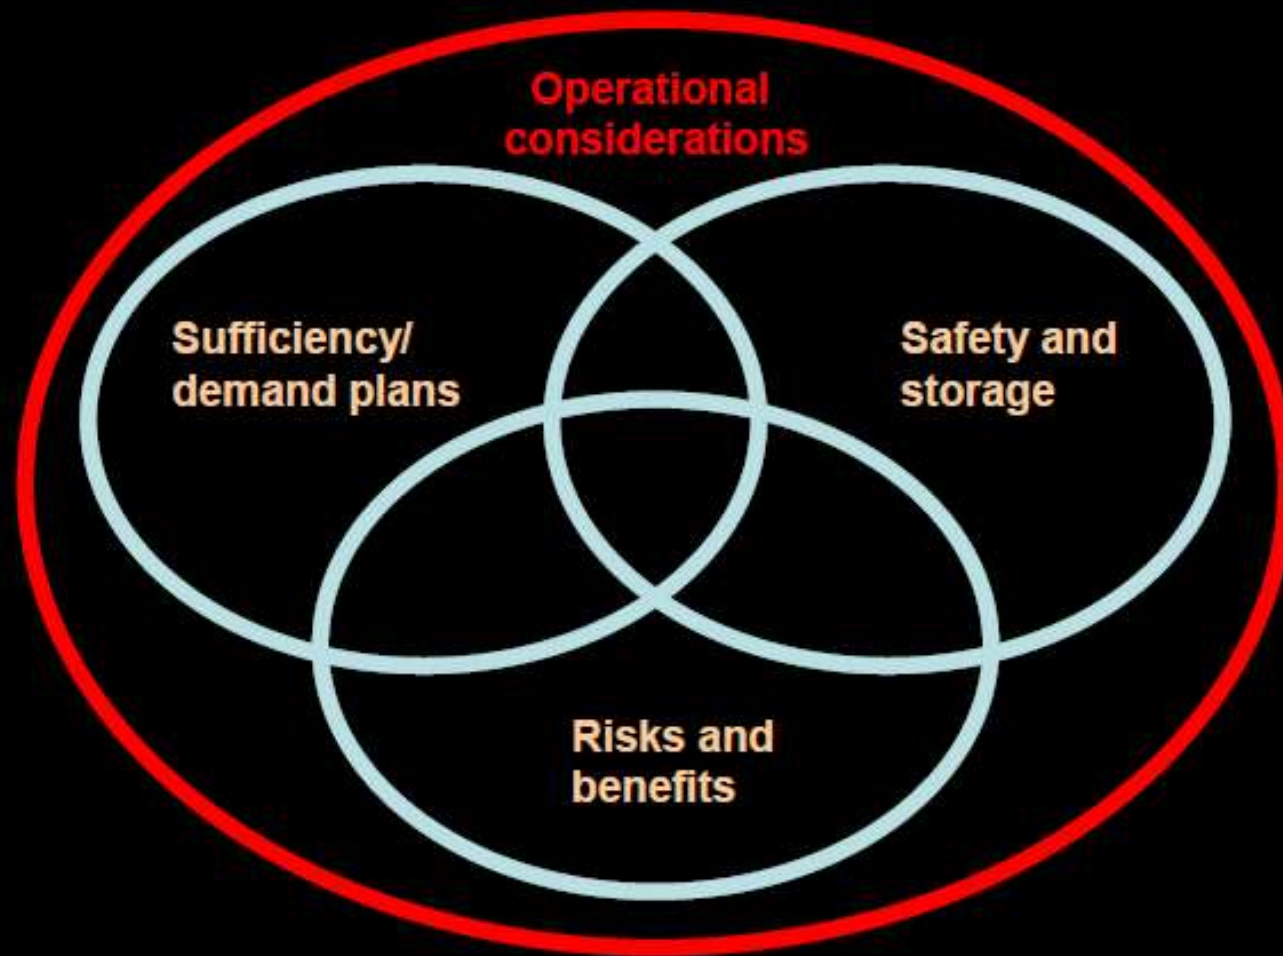 Operational
considerations
Sufficiency/
demand plans
Safety and
storage
Risks and
benefits